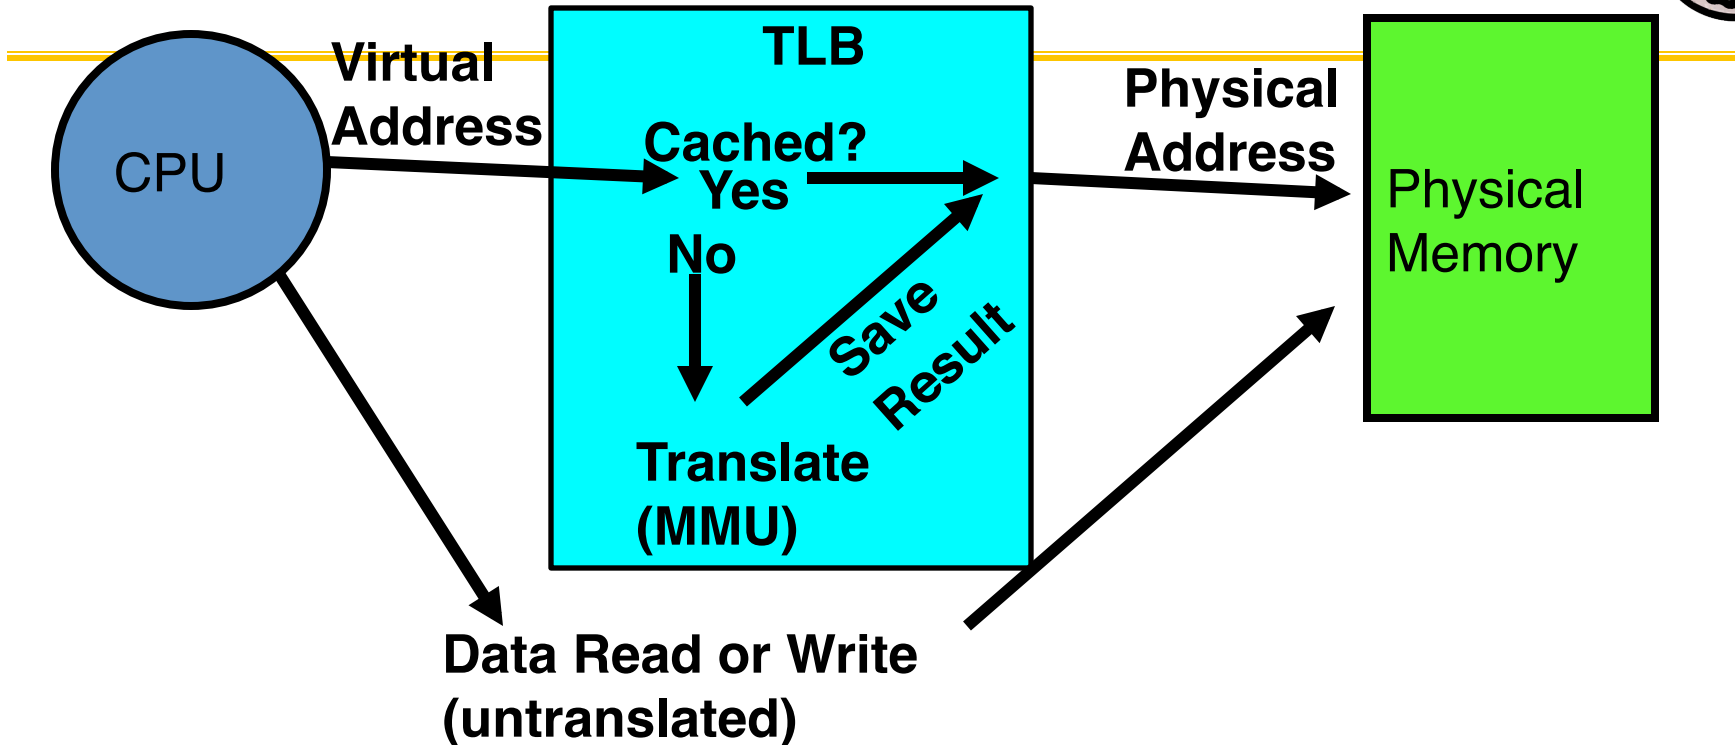 TLB
Virtual
Address
Physical
Address
CPU
Cached?
Yes
No
Physical
Memory
Save
Result
Translate
(MMU)
Data Read or Write
(untranslated)